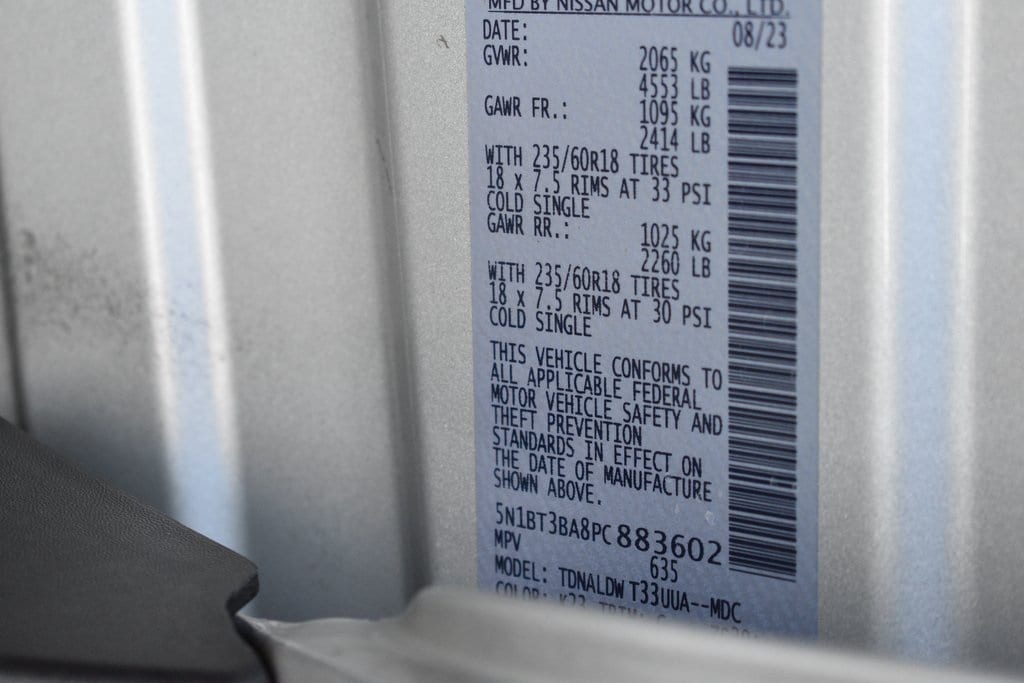 MFD BY NISSAN MOTOR CO., LTD.
DATE: 08/23
GVWR: 2065 KG
4553 LB
GAWR FR.: 1095 KG
2414 LB
WITH 235/60R18 TIRES
18 x 7.5 RIMS AT 33 PSI
COLD SINGLE
GAWR RR.: 1025 KG
2260 LB
WITH 235/60R18 TIRES
18 x 7.5 RIMS AT 30 PSI
COLD SINGLE
THIS VEHICLE CONFORMS TO
ALL APPLICABLE FEDERAL
MOTOR VEHICLE SAFETY AND
THEFT PREVENTION
STANDARDS IN EFFECT ON
THE DATE OF MANUFACTURE
SHOWN ABOVE.
5N1BT3BA8PC883602
MPV 635
MODEL: TDNALDW T33UUA--MDC
COLOR: K23 TRIM: